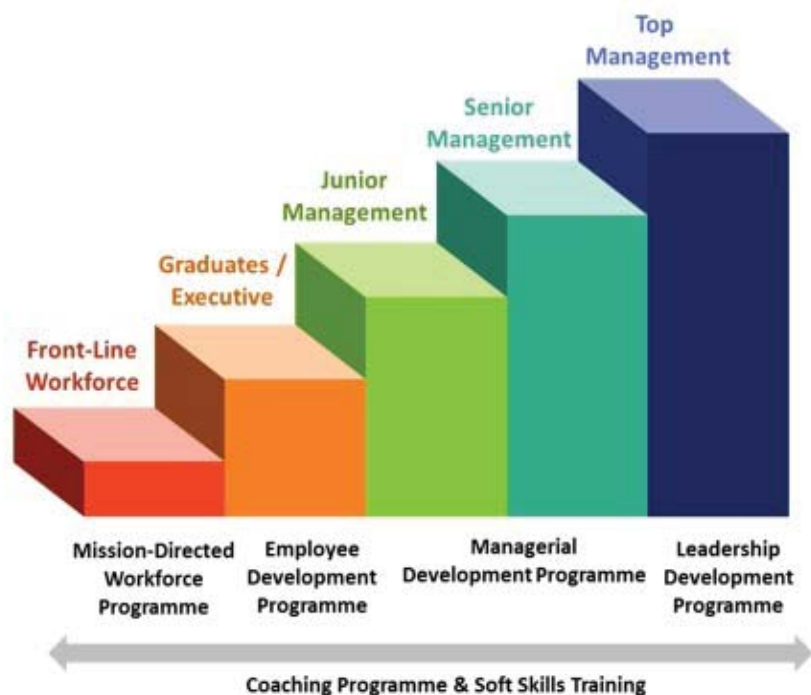 Top
Management
Senior
Management
Junior
Management
Graduates /
Executive
Front-Line
Workforce
Mission-Directed
Workforce
Programme
Employee
Development
Programme
Managerial
Development Programme
Leadership
Development
Programme
Coaching Programme & Soft Skills Training